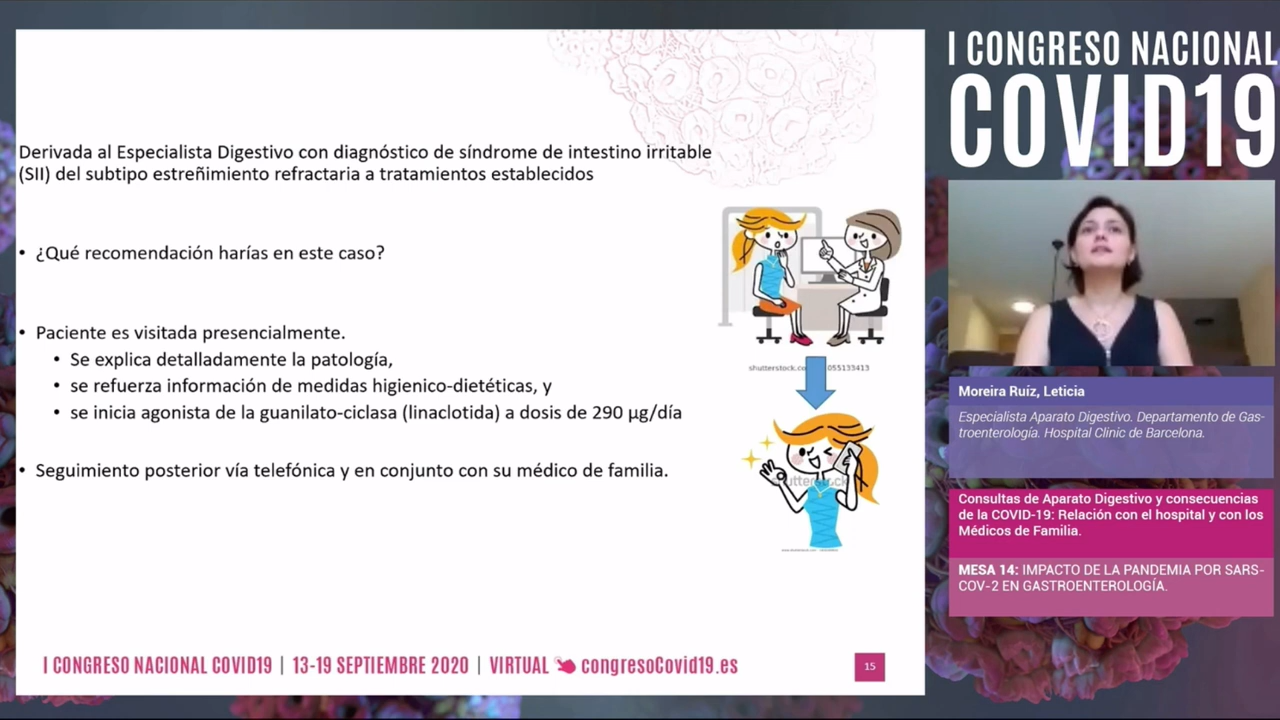 Derivada al Especialista Digestivo con diagnóstico de síndrome de intestino irritable
(SII) del subtipo estreñimiento refractaria a tratamientos establecidos
• ¿Qué recomendación harías en este caso?
• Paciente es visitada presencialmente.
• Se explica detalladamente la patología,
• se refuerza información de medidas higienico-dietéticas, y
• se inicia agonista de la guanilato-ciclasa (linaclotida) a dosis de 290 µg/día
• Seguimiento posterior vía telefónica y en conjunto con su médico de familia.
shutterstock.co 055133413
I CONGRESO NACIONAL COVID19 | 13-19 SEPTIEMBRE 2020 | VIRTUAL congresoCovid19.es
15
I CONGRESO NACIONAL
COVID19
Moreira Ruíz, Leticia
Especialista Aparato Digestivo. Departamento de Gas-
troenterología. Hospital Clinic de Barcelona.
Consultas de Aparato Digestivo y consecuencias
de la COVID-19: Relación con el hospital y con los
Médicos de Familia.
MESA 14: IMPACTO DE LA PANDEMIA POR SARS-
COV-2 EN GASTROENTEROLOGÍA.